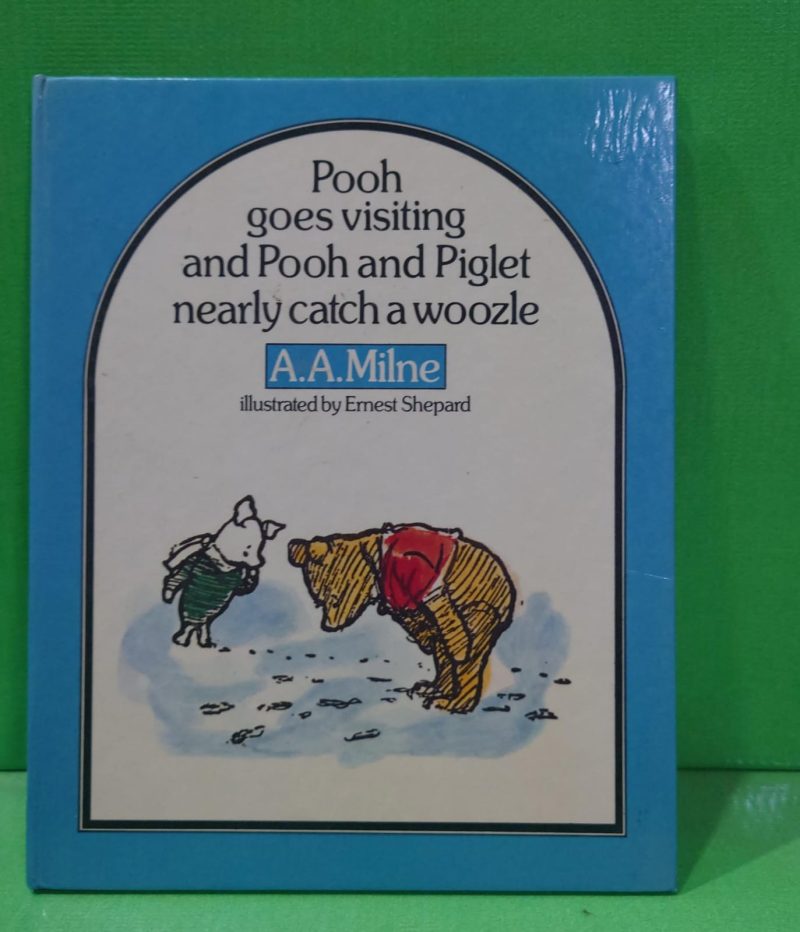 Pooh
goes visiting
and Pooh and Piglet
nearly catch a woozle
A.A.Milne
illustrated by Ernest Shepard